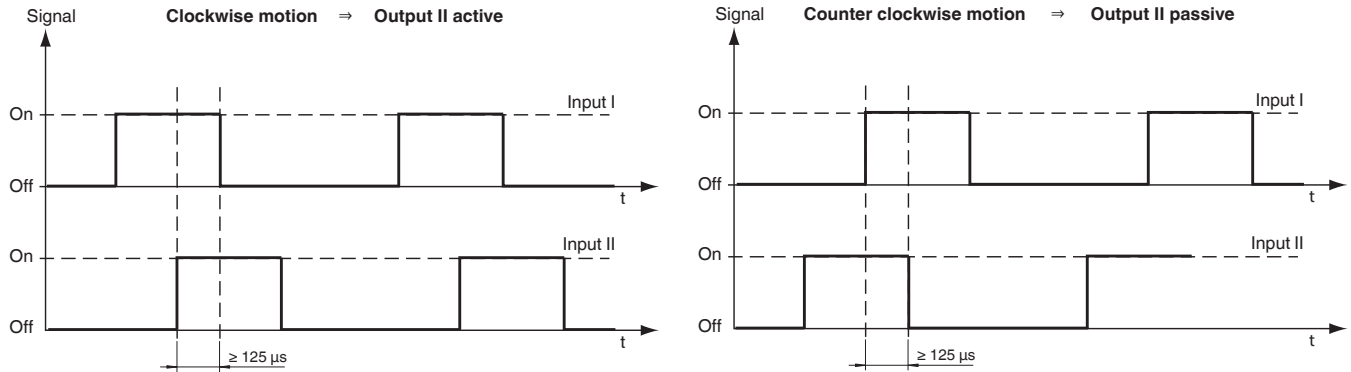 Signal
Clockwise motion ⇒ Output II active
Input I
On
Off
t
Input II
On
Off
t
≥ 125 µs
Signal
Counter clockwise motion ⇒ Output II passive
Input I
On
Off
t
Input II
On
Off
t
≥ 125 µs